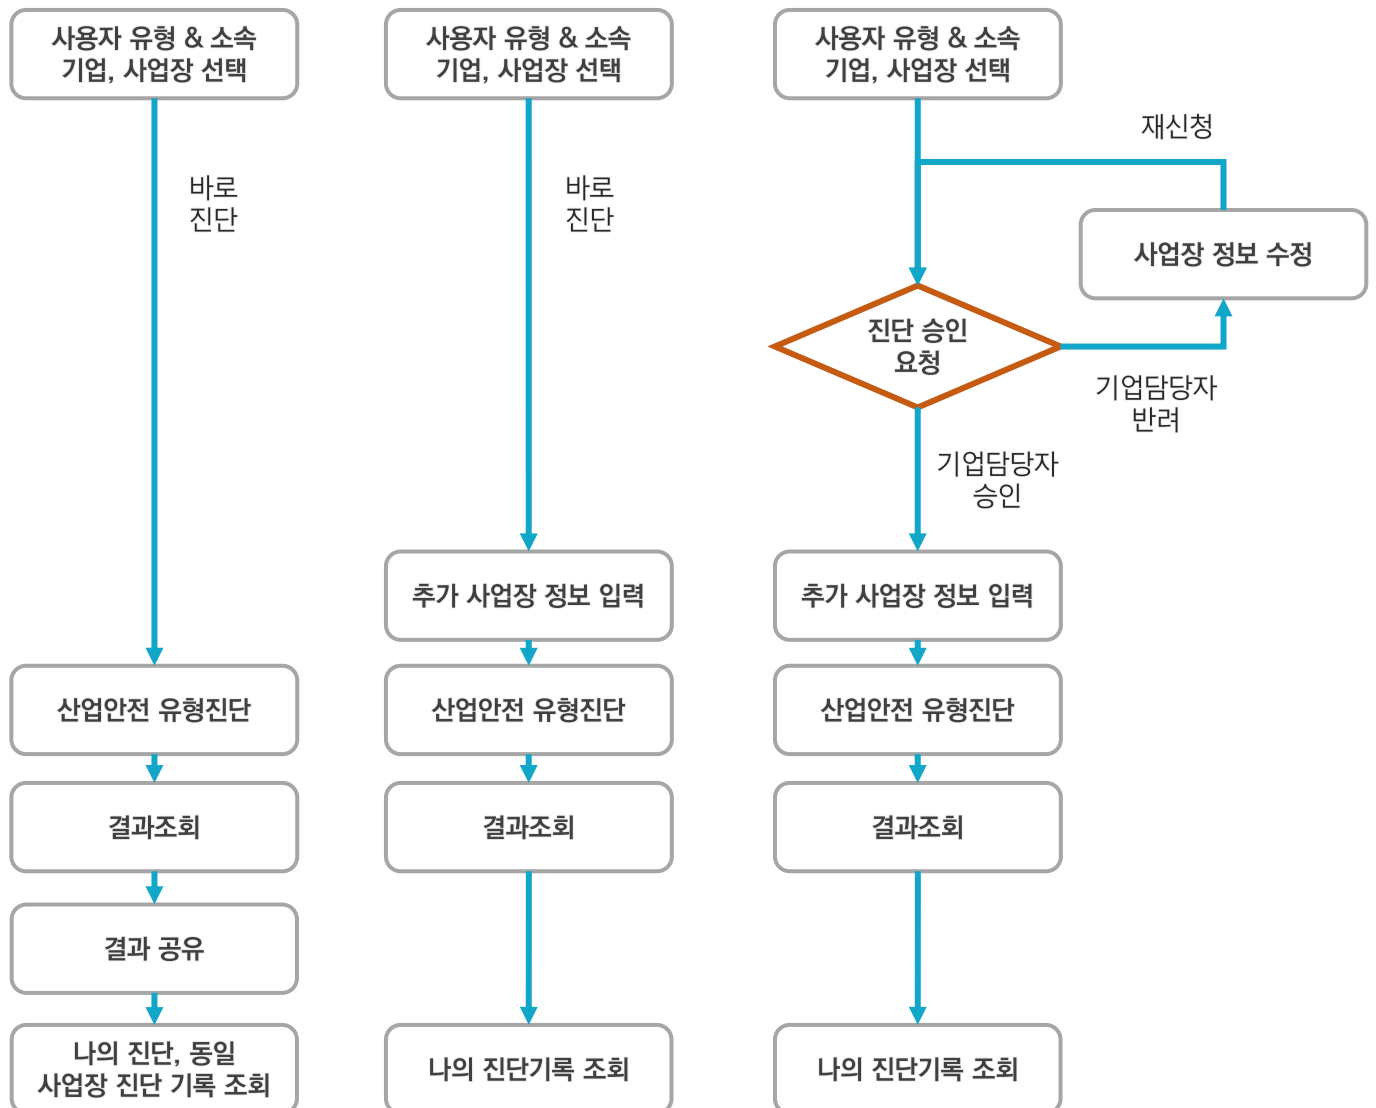 사용자 유형 & 소속
기업, 사업장 선택
바로
진단
산업안전 유형진단
결과조회
결과 공유
나의 진단, 동일
사업장 진단 기록 조회
사용자 유형 & 소속
기업, 사업장 선택
바로
진단
추가 사업장 정보 입력
산업안전 유형진단
결과조회
나의 진단기록 조회
사용자 유형 & 소속
기업, 사업장 선택
재신청
사업장 정보 수정
진단 승인
요청
기업담당자
반려
기업담당자
승인
추가 사업장 정보 입력
산업안전 유형진단
결과조회
나의 진단기록 조회